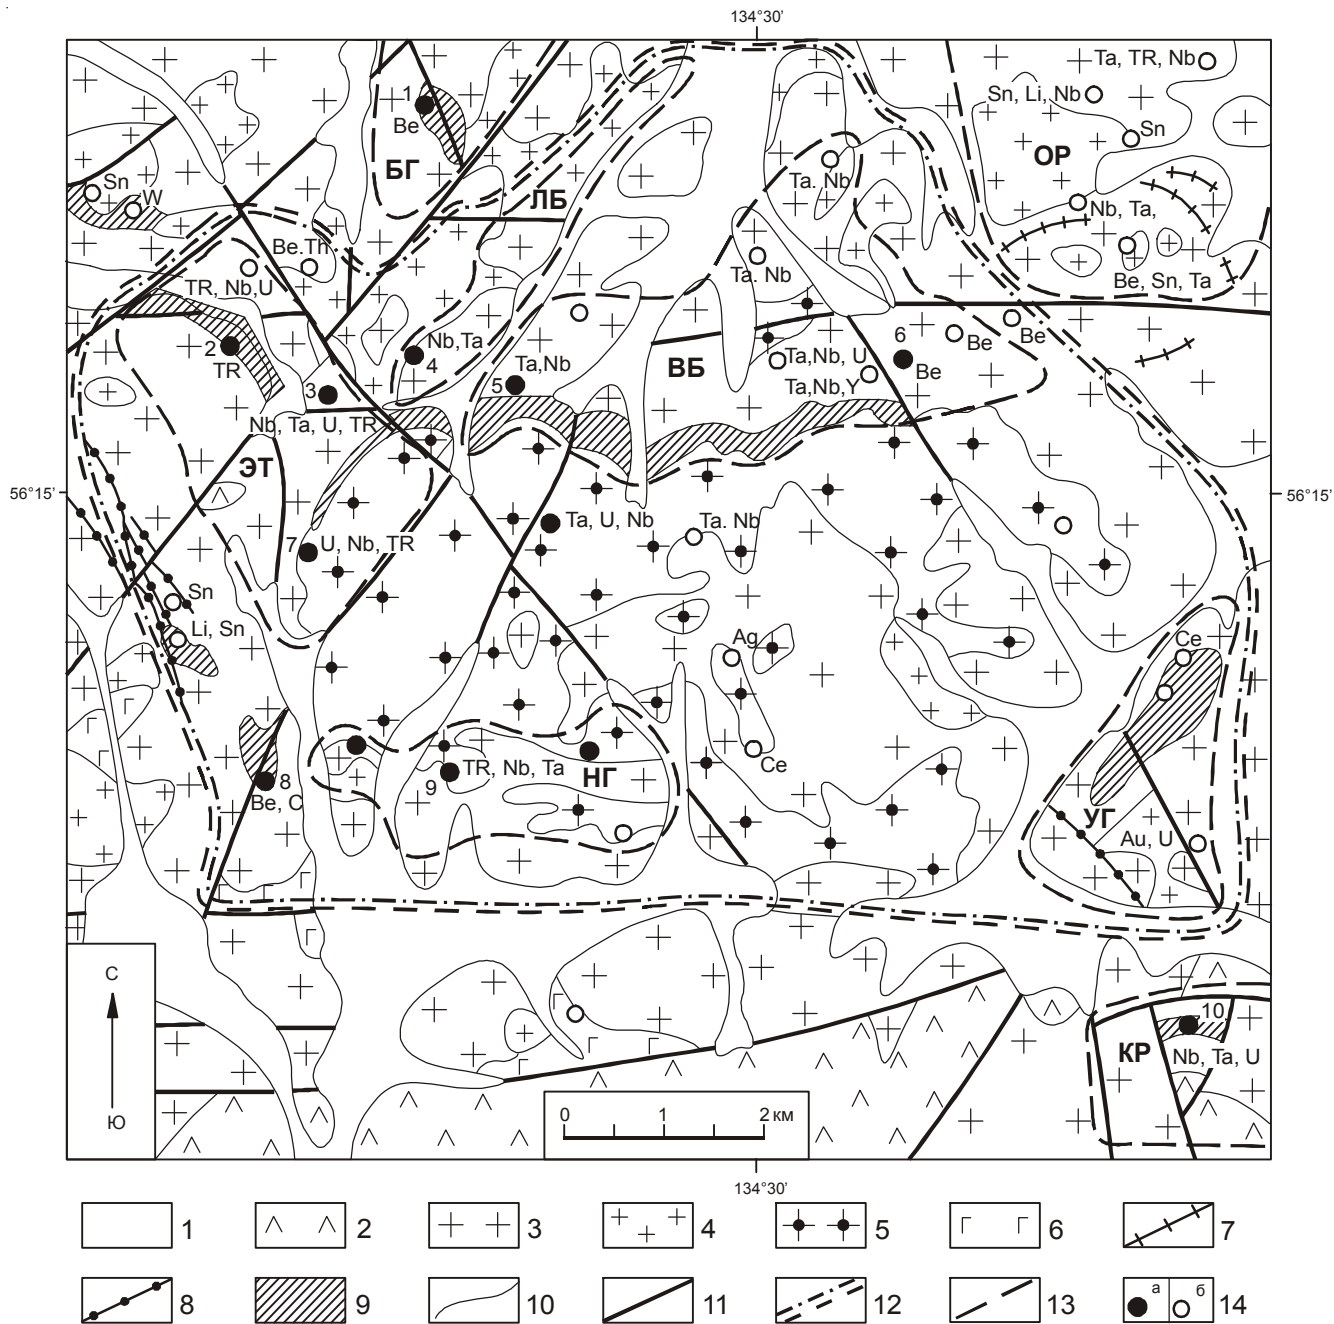 134°30'
Ta, TR, Nb
Sn, Li, Nb
1
Be
Sn
БГ
ОР
Ta. Nb
Sn
W
ЛБ
Nb, Ta,
Be.Th
Ta. Nb
TR, Nb,U
Be, Sn, Ta
2
TR
Nb,Ta
4
6
Be
Be
3
5
Ta,Nb
ВБ
Ta,Nb, U
Ta,Nb,Y
Be
Nb, Ta, U, TR
ЭТ
56°15'
56°15'
Ta, U, Nb
Ta. Nb
7
U, Nb, TR
Sn
Li, Sn
Ag
Ce
Ce
8
Be, C
9
TR, Nb, Ta
НГ
УГ
Au, U
С
Ю
10
КР
Nb, Ta, U
0 1 2 км
134°30'
1 2 3 4 5 6 7
8 9 10 11 12 13 а б 14